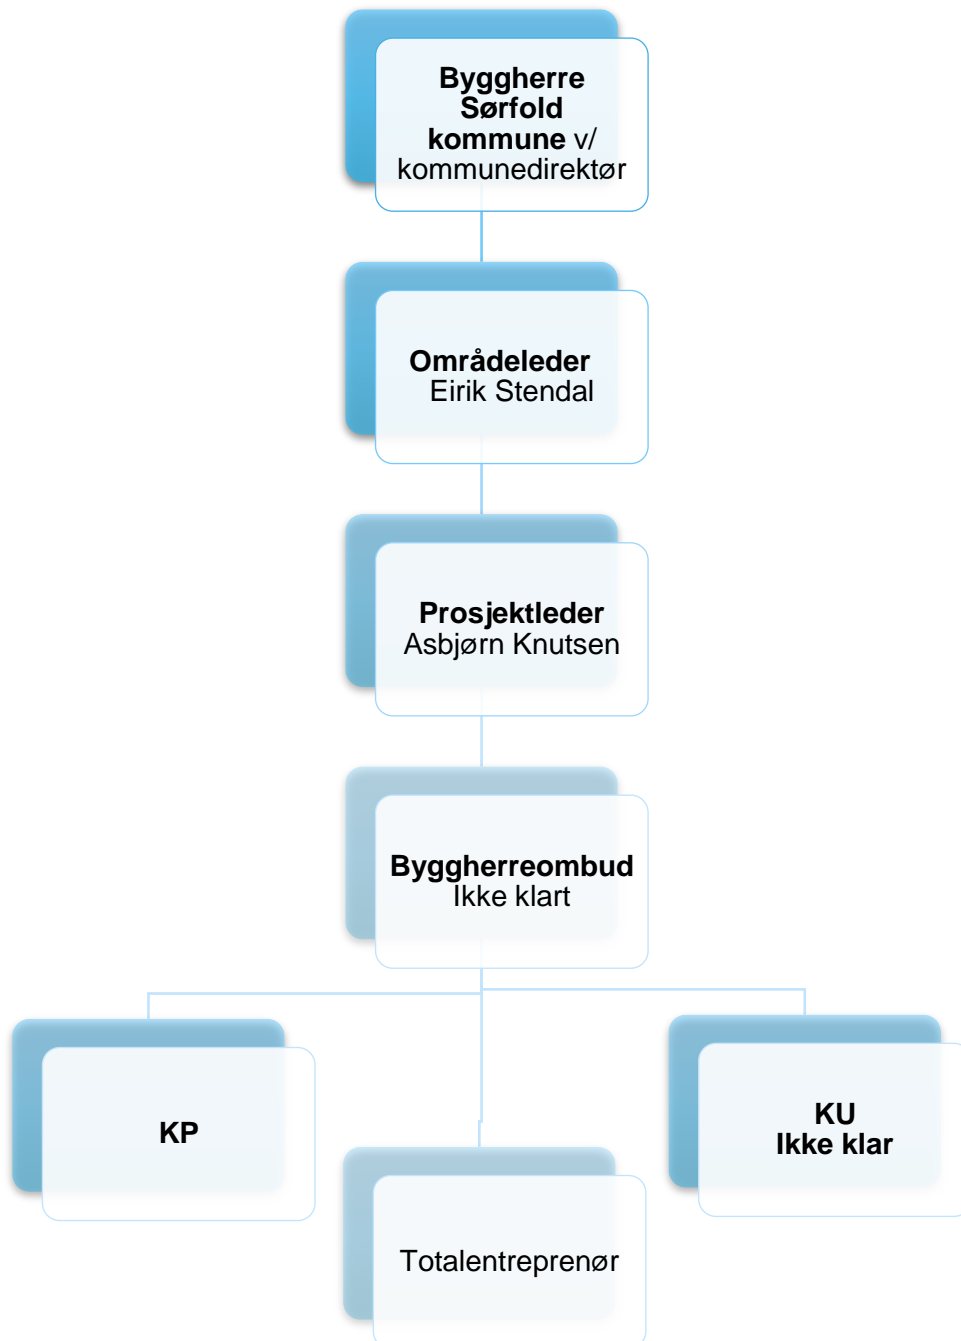 Byggherre
Sørfold
kommune v/
kommunedirektør
Områdeleder
Eirik Stendal
Prosjektleder
Asbjørn Knutsen
Byggherreombud
Ikke klart
KP
KU
Ikke klar
Totalentreprenør